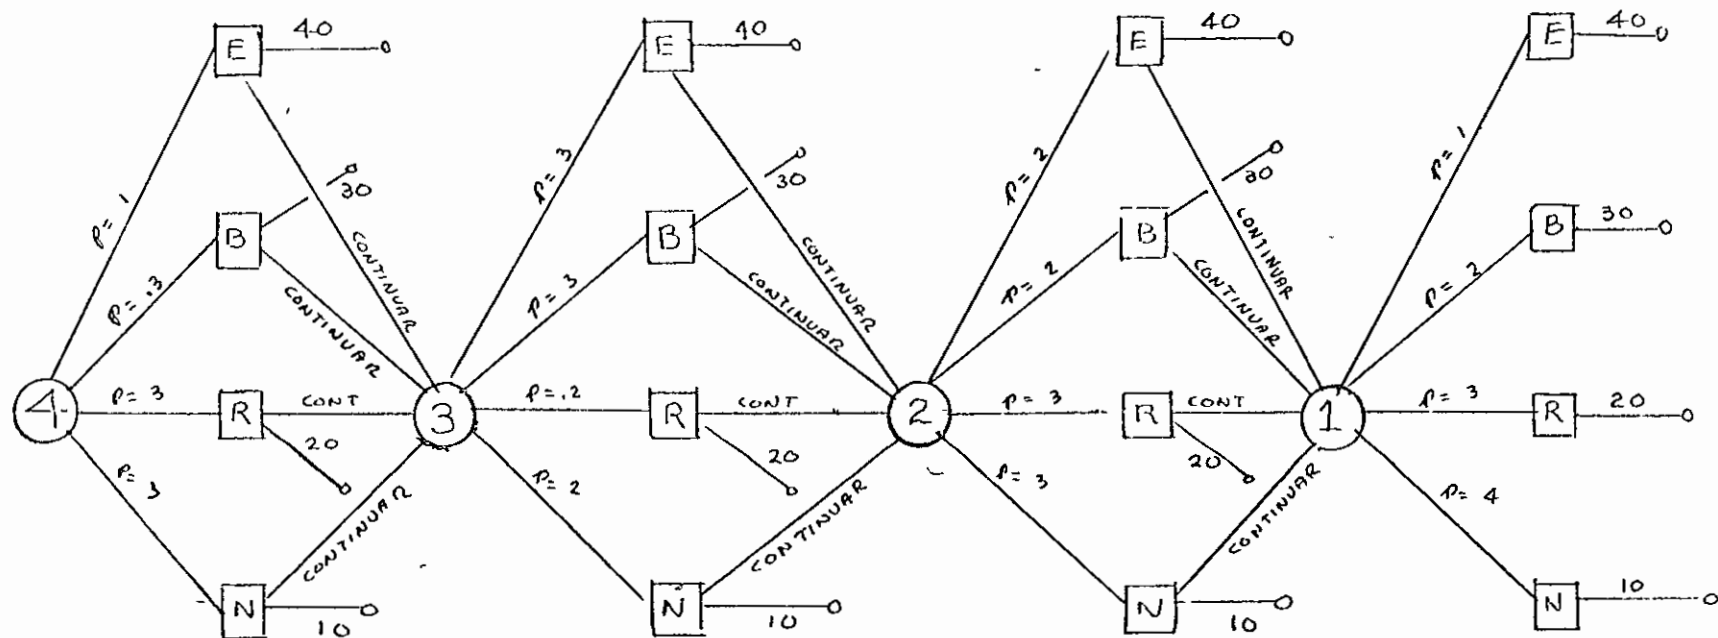 E 40 E 40 E 40 E 40
P= 1 P= 3 P= 2 P= 1
30 30 30
B B B B 30
CONTINUAR CONTINUAR CONTINUAR
P= .3 P= 3 P= 2 P= 2
CONTINUAR CONTINUAR CONTINUAR
4 P= 3 R CONT 3 P= .2 R CONT 2 P= 3 R CONT 1 P= 3 R 20
20 20 20
P= 3 P= 2 P= 3 P= 4
CONTINUAR CONTINUAR CONTINUAR
N 10 N 10 N 10 N 10